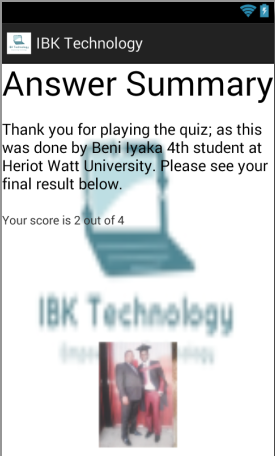 IBK Technology
Answer Summary
Thank you for playing the quiz; as this
was done by Beni Iyaka 4th student at
Heriot Watt University. Please see your
final result below.
Your score is 2 out of 4
IBK Technology